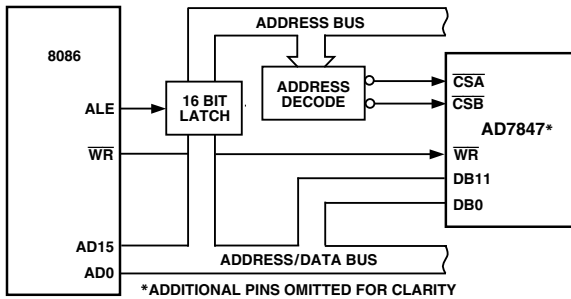 ADDRESS BUS
8086
ADDRESS
DECODE
16 BIT
LATCH
ALE
WR
AD15
AD0
CSA
CSB
AD7847*
WR
DB11
DB0
ADDRESS/DATA BUS
*ADDITIONAL PINS OMITTED FOR CLARITY